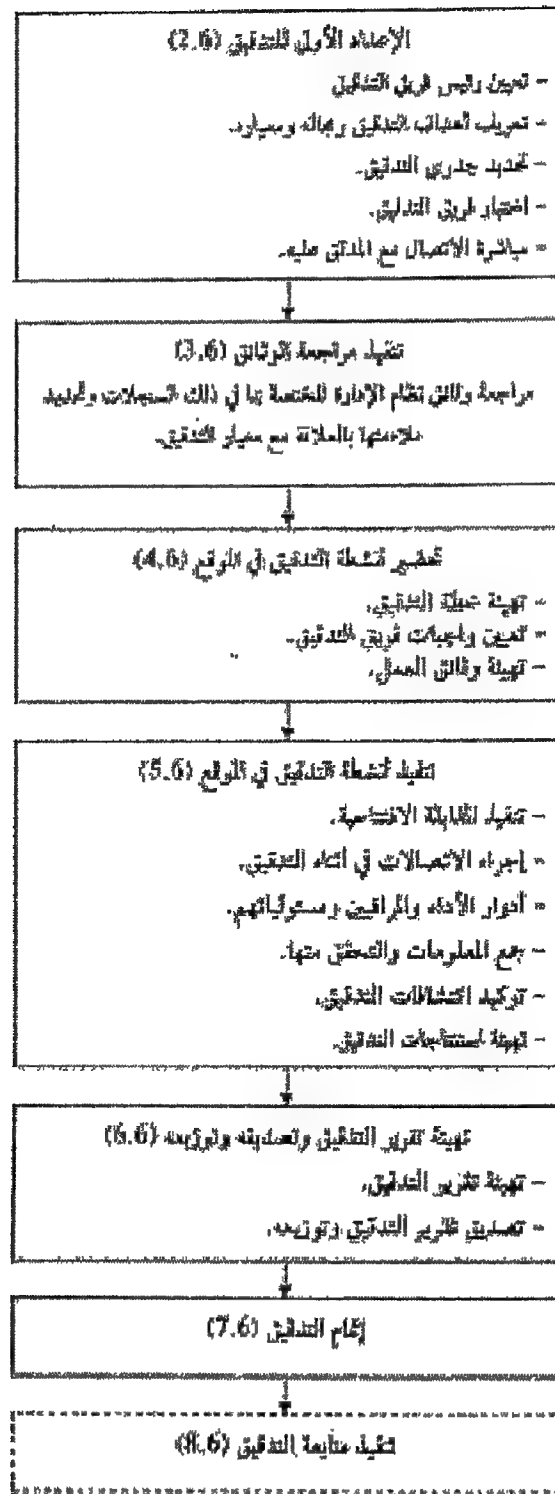 الإعداد الأولي للتدقيق (2.6)
- تعيين رئيس فريق التدقيق
- تعريف أهداف التدقيق ومجاله ومعياره.
- تحديد جدوى التدقيق.
- اختيار فريق التدقيق.
- مباشرة الاتصال مع المدقق عليه.
تنفيذ مراجعة الوثائق (3.6)
مراجعة وثائق نظام الإدارة المختصة بما في ذلك السجلات وتحديد
ملاءمتها بالعلاقة مع معيار التدقيق.
تحضير أنشطة التدقيق في الموقع (4.6)
- تهيئة خطة التدقيق.
- تعيين واجبات فريق التدقيق.
- تهيئة وثائق العمل.
تنفيذ أنشطة التدقيق في الموقع (5.6)
- تنفيذ المقابلة الافتتاحية.
- إجراء الاتصالات في أثناء التدقيق.
- أدوار الأدلاء والمراقبين ومسئولياتهم.
- جمع المعلومات والتحقق منها.
- توكيد اكتشافات التدقيق.
- تهيئة استنتاجات التدقيق.
تهيئة تقرير التدقيق وتصديقه وتوزيعه (6.6)
- تهيئة تقرير التدقيق.
- تصديق تقرير التدقيق وتوزيعه.
إتمام التدقيق (7.6)
تنفيذ متابعة التدقيق (8.6)